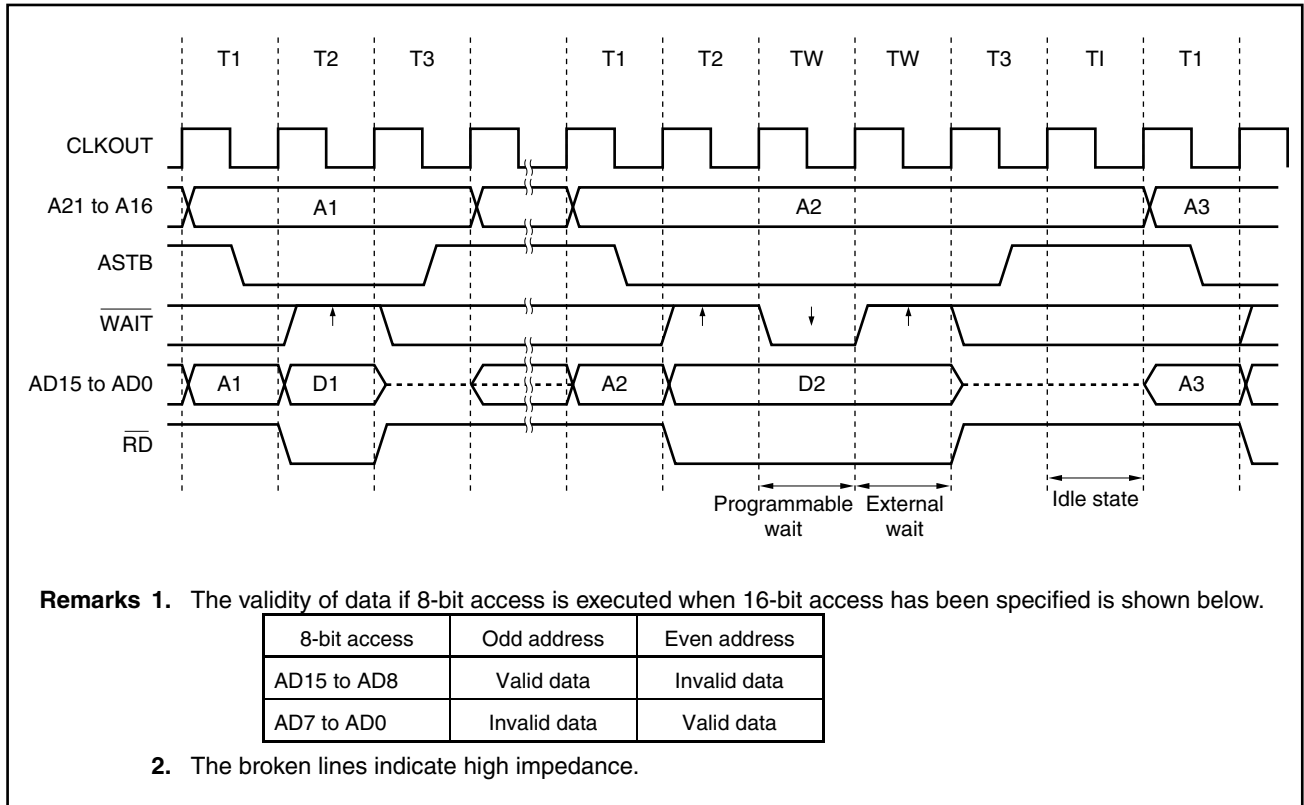 T1 T2 T3 T1 T2 TW TW T3 TI T1
CLKOUT
A21 to A16 A1 A2 A3
ASTB
WAIT
AD15 to AD0 A1 D1 A2 D2 A3
RD
Programmable wait
External wait
Idle state
Remarks 1. The validity of data if 8-bit access is executed when 16-bit access has been specified is shown below.
8-bit access Odd address Even address
AD15 to AD8 Valid data Invalid data
AD7 to AD0 Invalid data Valid data
2. The broken lines indicate high impedance.